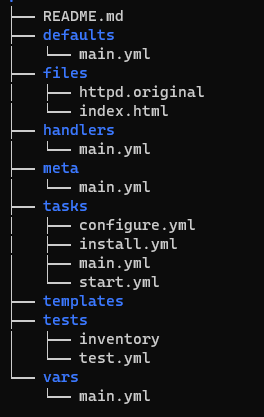 ├── README.md
├── defaults
│   └── main.yml
├── files
│   ├── httpd.original
│   └── index.html
├── handlers
│   └── main.yml
├── meta
│   └── main.yml
├── tasks
│   ├── configure.yml
│   ├── install.yml
│   ├── main.yml
│   └── start.yml
├── templates
├── tests
│   ├── inventory
│   └── test.yml
└── vars
    └── main.yml